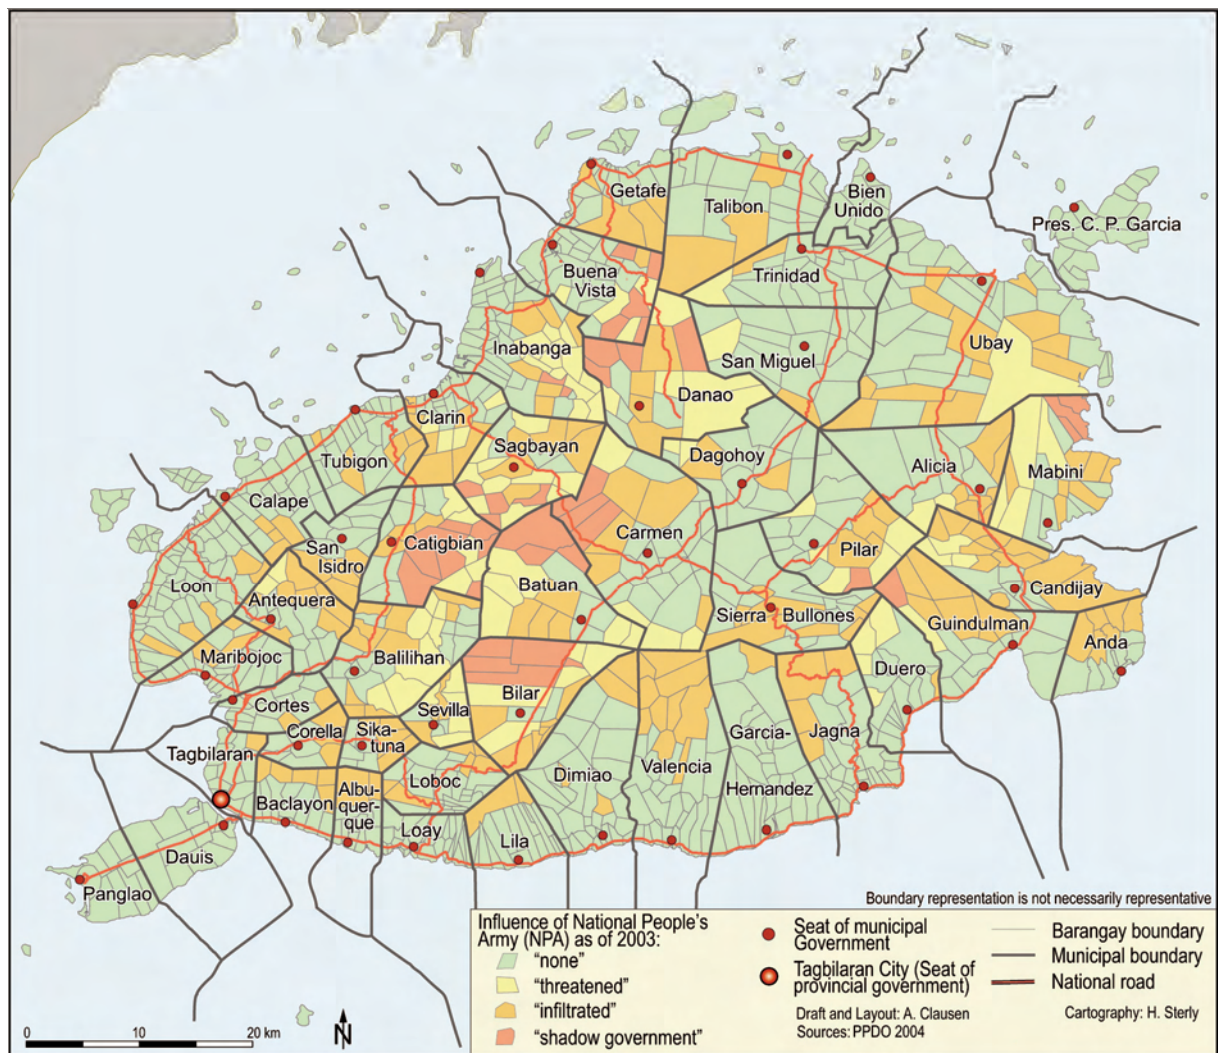 Getafe
Talibon
Bien
Unido
Pres. C. P. Garcia
Buena
Vista
Trinidad
Inabanga
San Miguel
Ubay
Danao
Clarin
Sagbayan
Dagohoy
Tubigon
Alicia
Mabini
Calape
Carmen
San
Isidro
Catigbian
Pilar
Loon
Antequera
Batuan
Candijay
Sierra
Bullones
Guindulman
Anda
Maribojoc
Balilihan
Duero
Bilar
Cortes
Sevilla
Corella
Sika-
tuna
Garcia-
Jagna
Tagbilaran
Loboc
Dimiao
Valencia
Hernandez
Baclayon
Albu-
quer-
que
Loay
Lila
Dauis
Panglao
Boundary representation is not necessarily representative
Influence of National People's
Army (NPA) as of 2003:
"none"
"threatened"
"infiltrated"
"shadow government"
Seat of municipal
Government
Tagbilaran City (Seat of
provincial government)
Draft and Layout: A. Clausen
Sources: PPDO 2004
Barangay boundary
Municipal boundary
National road
Cartography: H. Sterly
0 10 20 km
N